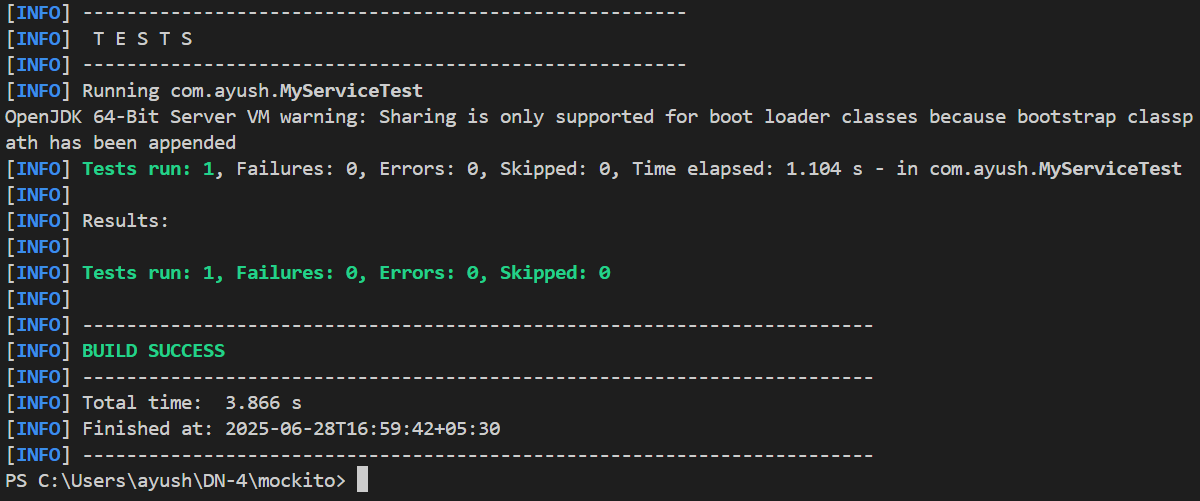 [INFO] -------------------------------------------------------
[INFO]  T E S T S
[INFO] -------------------------------------------------------
[INFO] Running com.ayush.MyServiceTest
OpenJDK 64-Bit Server VM warning: Sharing is only supported for boot loader classes because bootstrap classp
ath has been appended
[INFO] Tests run: 1, Failures: 0, Errors: 0, Skipped: 0, Time elapsed: 1.104 s - in com.ayush.MyServiceTest
[INFO]
[INFO] Results:
[INFO]
[INFO] Tests run: 1, Failures: 0, Errors: 0, Skipped: 0
[INFO]
[INFO] ------------------------------------------------------------------------
[INFO] BUILD SUCCESS
[INFO] ------------------------------------------------------------------------
[INFO] Total time:  3.866 s
[INFO] Finished at: 2025-06-28T16:59:42+05:30
[INFO] ------------------------------------------------------------------------
PS C:\Users\ayush\DN-4\mockito>